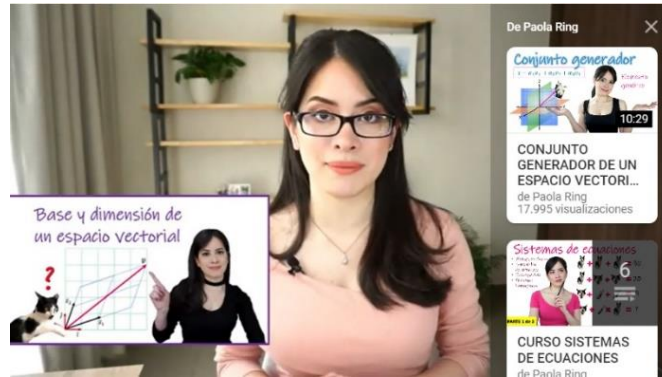 De Paola Ring
Conjunto generador
10:29
CONJUNTO
GENERADOR DE UN
ESPACIO VECTORI...
de Paola Ring
17.995 visualizaciones
Base y dimensión de
un espacio vectorial
?
Sistemas de ecuaciones
6
CURSO SISTEMAS
DE ECUACIONES
de Paola Ring